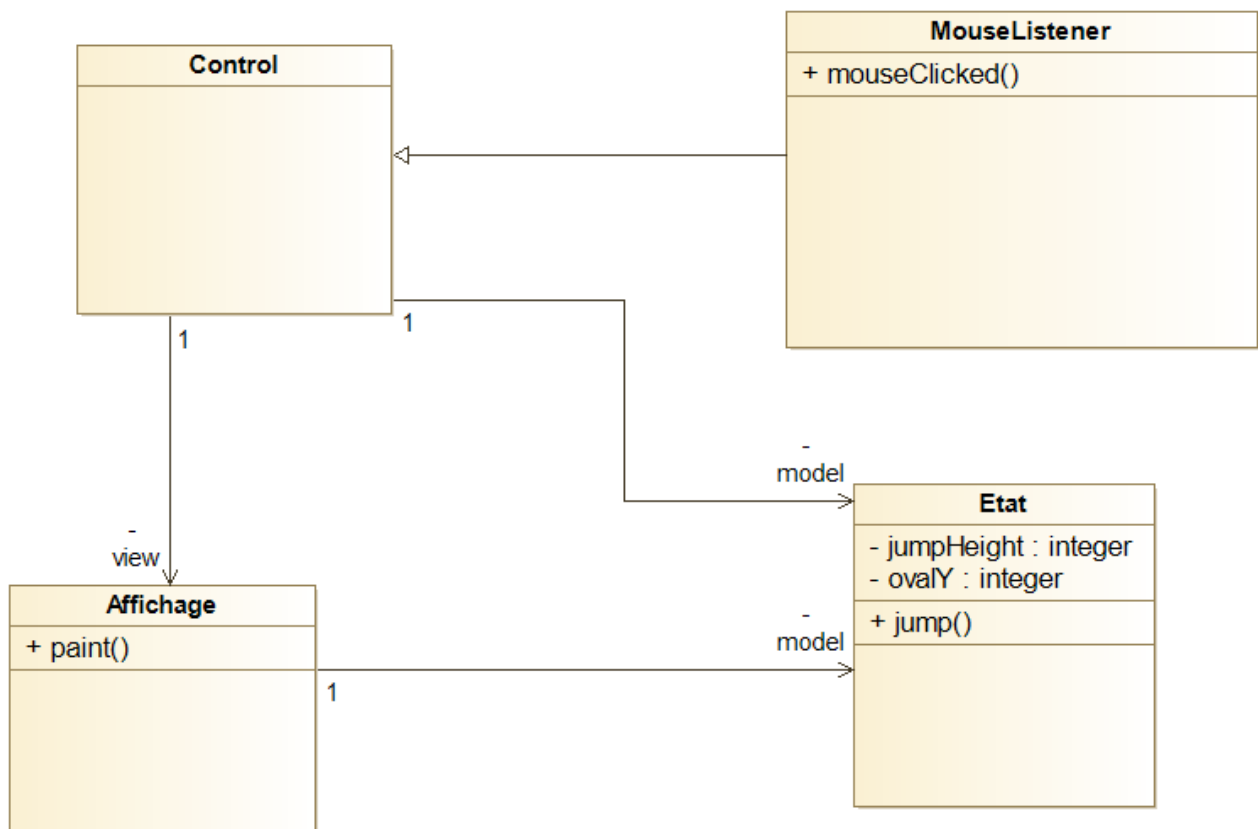 Control
MouseListener
+ mouseClicked()
1
1
-
view
-
model
Affichage
+ paint()
1
-
model
Etat
- jumpHeight : integer
- ovalY : integer
+ jump()